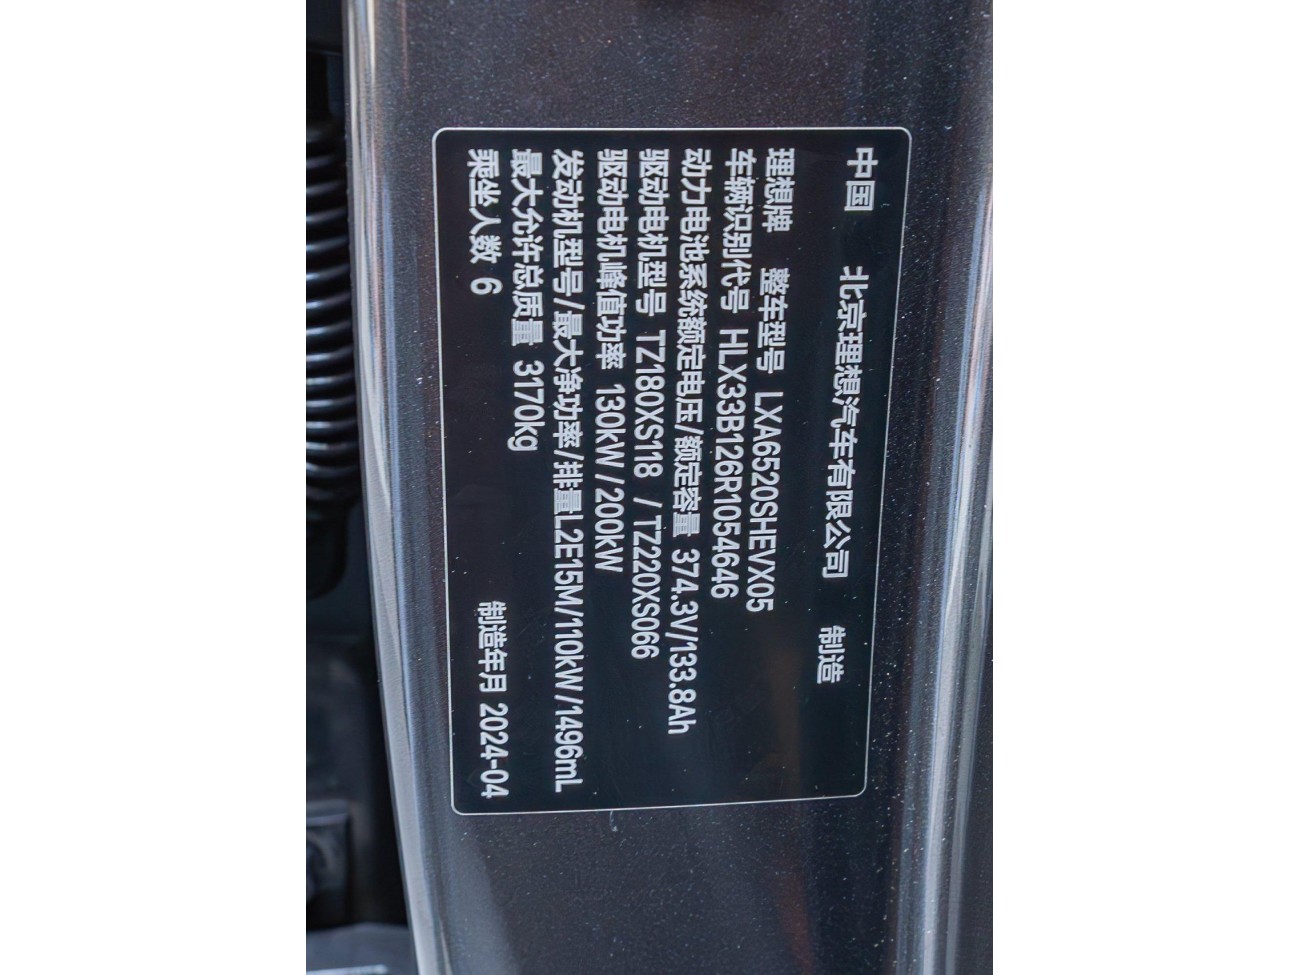 中国 北京理想汽车有限公司 制造
理想牌 整车型号 LXA6520SHEVX05
车辆识别代号 HLX33B126R1054646
动力电池系统额定电压/额定容量 374.3V/133.8Ah
驱动电机型号 TZ180XS118 / TZ220XS066
驱动电机峰值功率 130kW / 200kW
发动机型号/最大净功率/排量L2E15M/110kW/1496mL
最大允许总质量 3170kg
乘坐人数 6 制造年月 2024-04